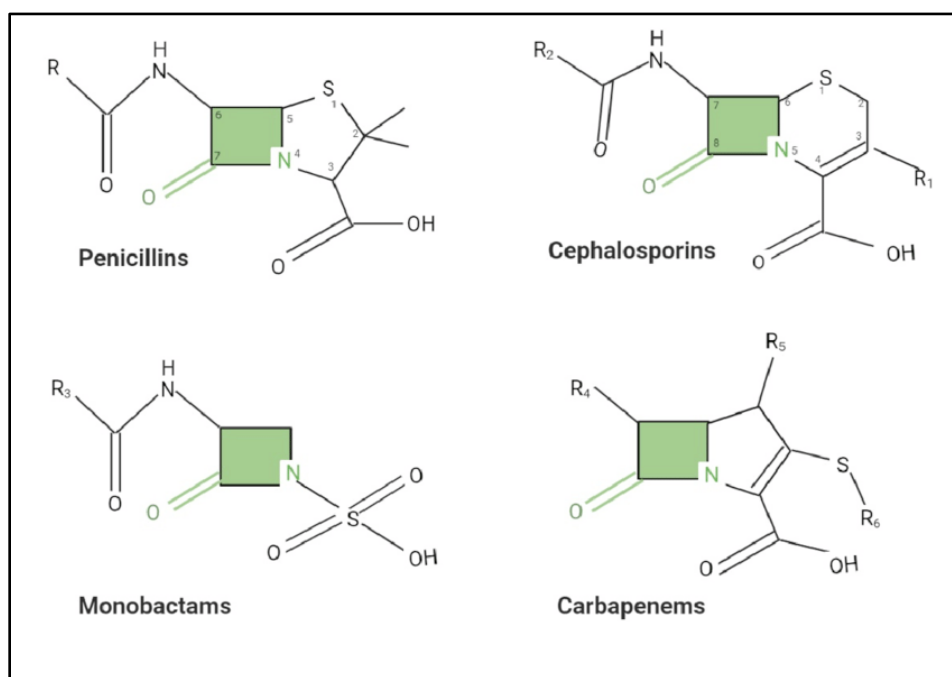 R
H
N
O
6
5
7
N
4
S
1
2
3
O
O
OH
Penicillins
R2
H
N
O
7
6
8
N
5
S
1
2
3
4
R1
O
O
OH
Cephalosporins
R3
H
N
O
O
N
S
O
O
OH
Monobactams
R4
R5
O
N
S
R6
O
OH
Carbapenems